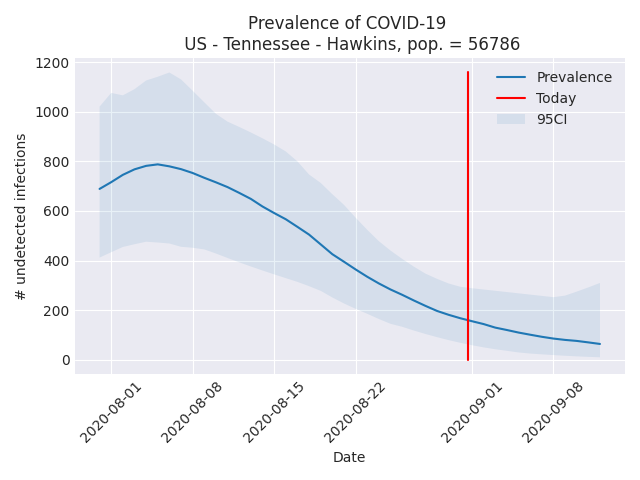 Prevalence of COVID-19
US - Tennessee - Hawkins, pop. = 56786
# undetected infections
1200
1000
800
600
400
200
0
Prevalence
Today
95CI
2020-08-01
2020-08-08
2020-08-15
2020-08-22
2020-09-01
2020-09-08
Date